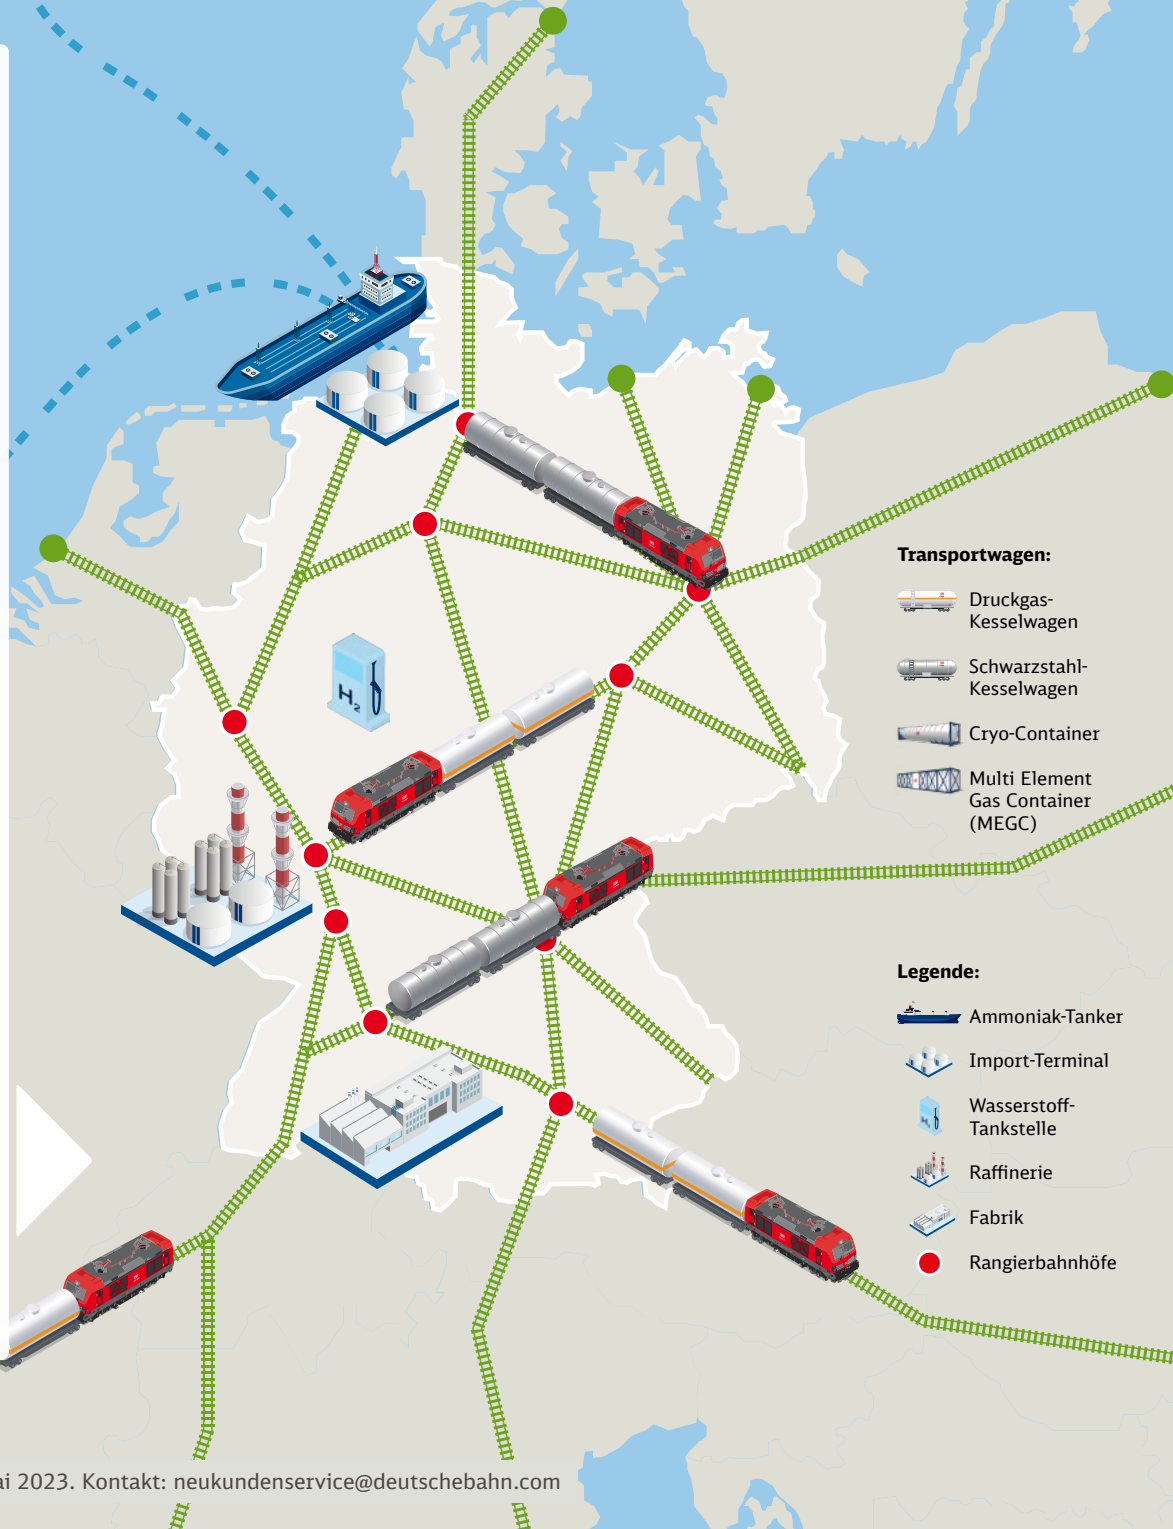 H2
Transportwagen:
Druckgas-
Kesselwagen
Schwarzstahl-
Kesselwagen
Cryo-Container
Multi Element
Gas Container
(MEGC)
Legende:
Ammoniak-Tanker
Import-Terminal
Wasserstoff-
Tankstelle
Raffinerie
Fabrik
Rangierbahnhöfe
2023. Kontakt: neukundenservice@deutschebahn.com